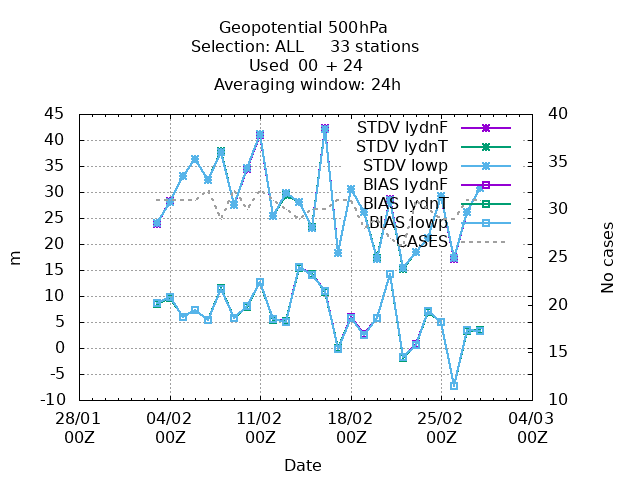 Geopotential 500hPa
Selection: ALL 33 stations
Used 00 + 24
Averaging window: 24h
45
40
35
30
25
20
15
10
5
0
-5
-10
m
40
35
30
25
20
15
10
No cases
STDV lydnF
STDV lydnT
STDV lowp
BIAS lydnF
BIAS lydnT
BIAS lowp
CASES
28/01 04/02 11/02 18/02 25/02 04/03
00Z 00Z 00Z 00Z 00Z 00Z
Date